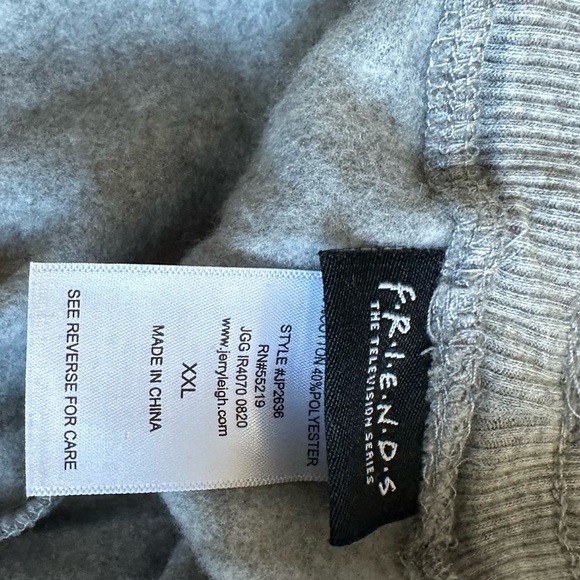 F·R·I·E·N·D·S
THE TELEVISION SERIES
COTTON 40%POLYESTER
STYLE #JP2636
RN#55219
JGG IR4070 0820
www.jerryleigh.com
XXL
MADE IN CHINA
SEE REVERSE FOR CARE